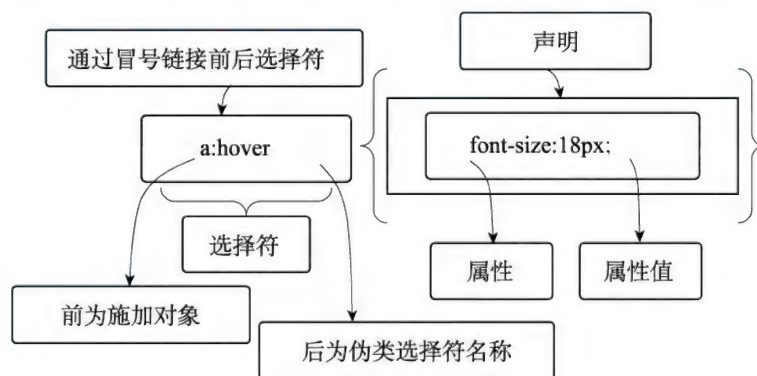 通过冒号链接前后选择符
声明
a:hover
font-size:18px;
选择符
属性
属性值
前为施加对象
后为伪类选择符名称